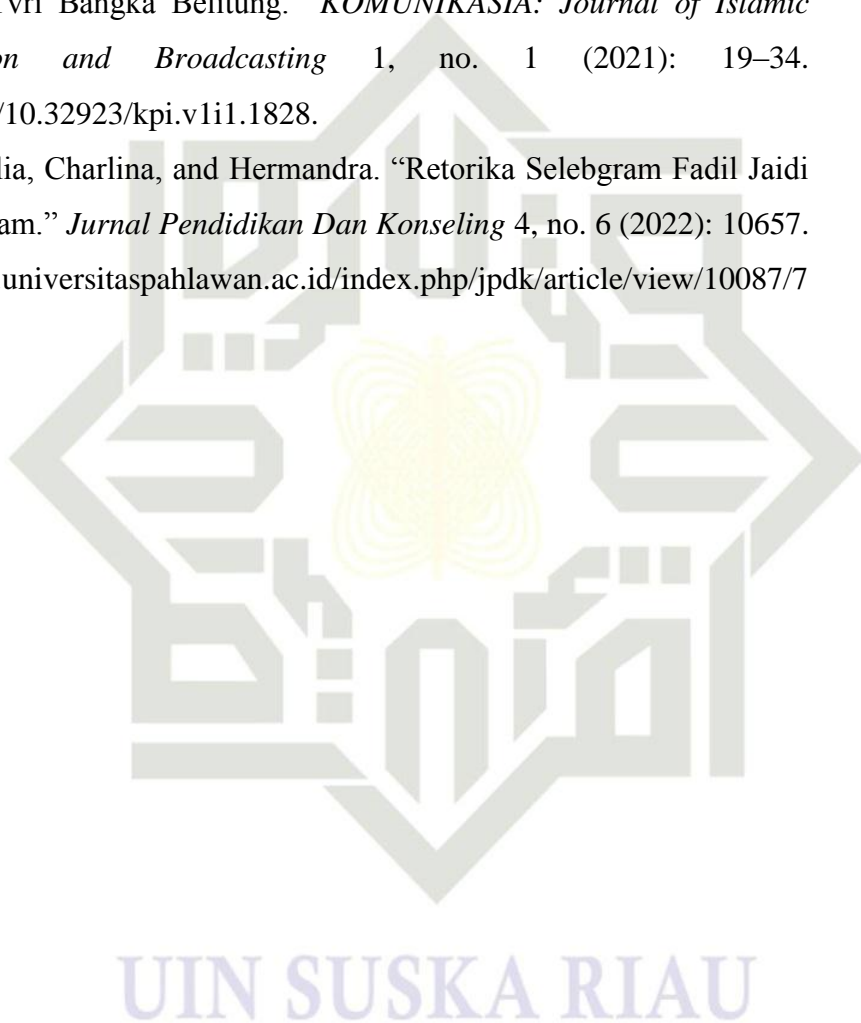 Tvri Bangka Belitung." KOMUNIKASIA: Journal of Islamic
on and Broadcasting 1, no. 1 (2021): 19–34.
/10.32923/kpi.v1i1.1828.
lia, Charlina, and Hermandra. “Retorika Selebgram Fadil Jaidi
am.” Jurnal Pendidikan Dan Konseling 4, no. 6 (2022): 10657.
universitaspahlawan.ac.id/index.php/jpdk/article/view/10087/7
UIN SUSKA RIAU